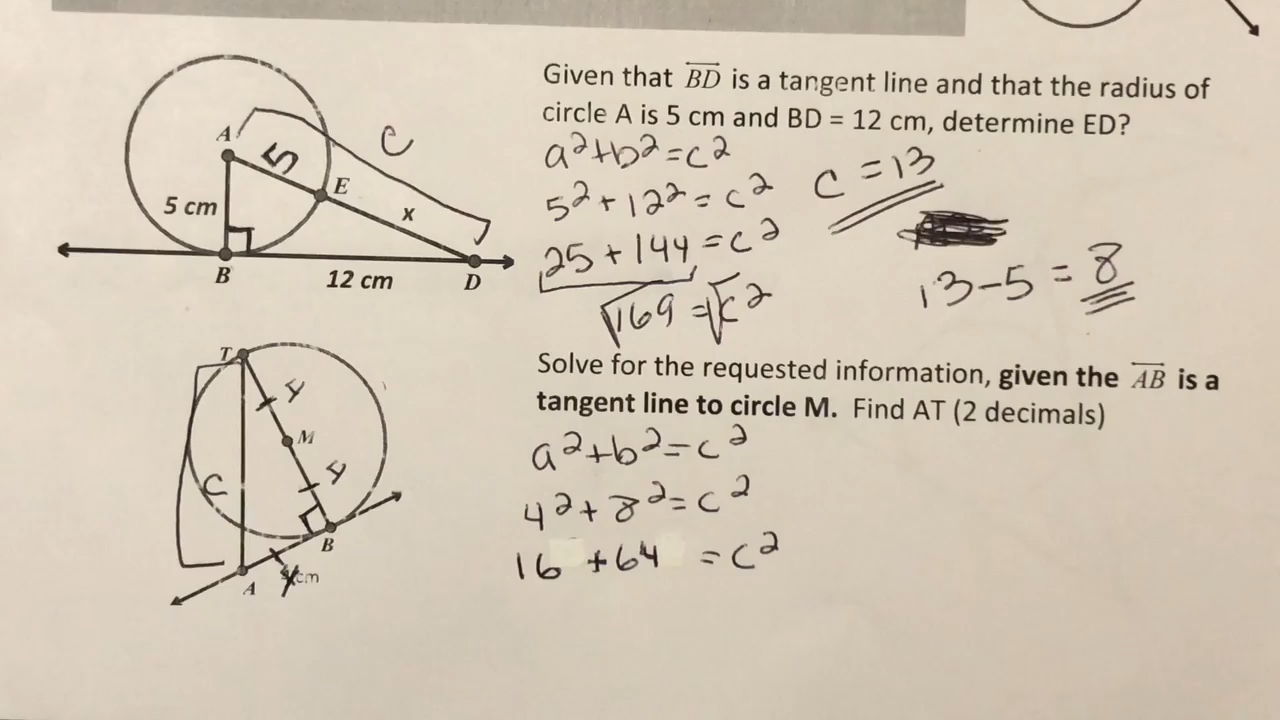 Given that BD is a tangent line and that the radius of
circle A is 5 cm and BD = 12 cm, determine ED?
a²+b²=c²
5²+12²=c²
25+144=c²
√169=√c²
c=13
13-5=8
A
5
C
E
x
5 cm
B
12 cm
D
Solve for the requested information, given the AB is a
tangent line to circle M. Find AT (2 decimals)
a²+b²=c²
4²+8²=c²
16 +64 =c²
T
4
M
4
C
B
A
4cm